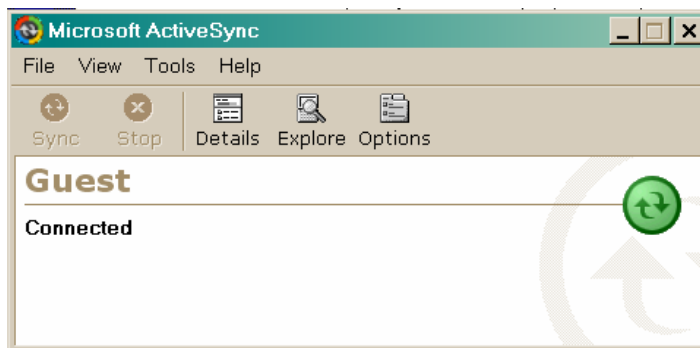 Microsoft ActiveSync
File View Tools Help
Sync Stop Details Explore Options
Guest
Connected